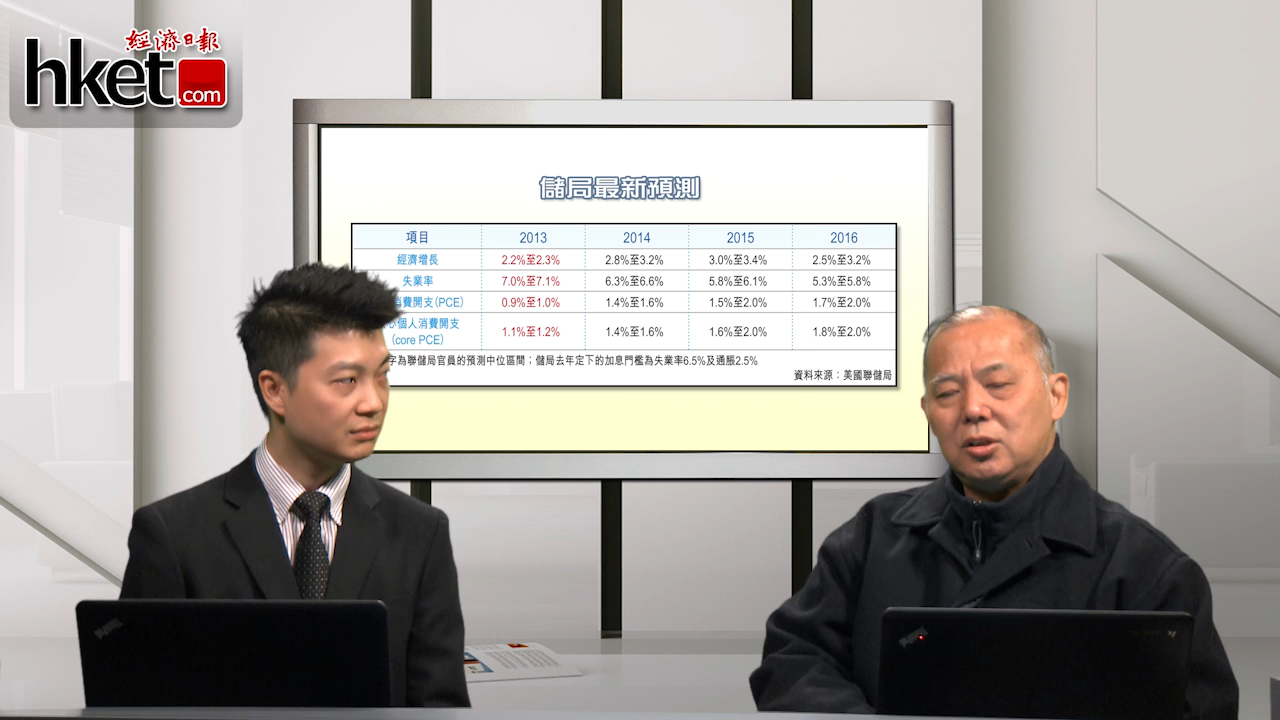 經濟日報
hket
.com
儲局最新預測
項目 2013 2014 2015 2016
經濟增長 2.2%至2.3% 2.8%至3.2% 3.0%至3.4% 2.5%至3.2%
失業率 7.0%至7.1% 6.3%至6.6% 5.8%至6.1% 5.3%至5.8%
消費開支(PCE) 0.9%至1.0% 1.4%至1.6% 1.5%至2.0% 1.7%至2.0%
個人消費開支
(core PCE) 1.1%至1.2% 1.4%至1.6% 1.6%至2.0% 1.8%至2.0%
字為聯儲局官員的預測中位區間；儲局去年定下的加息門檻為失業率6.5%及通脹2.5%
資料來源：美國聯儲局
ThinkPad
ThinkPad